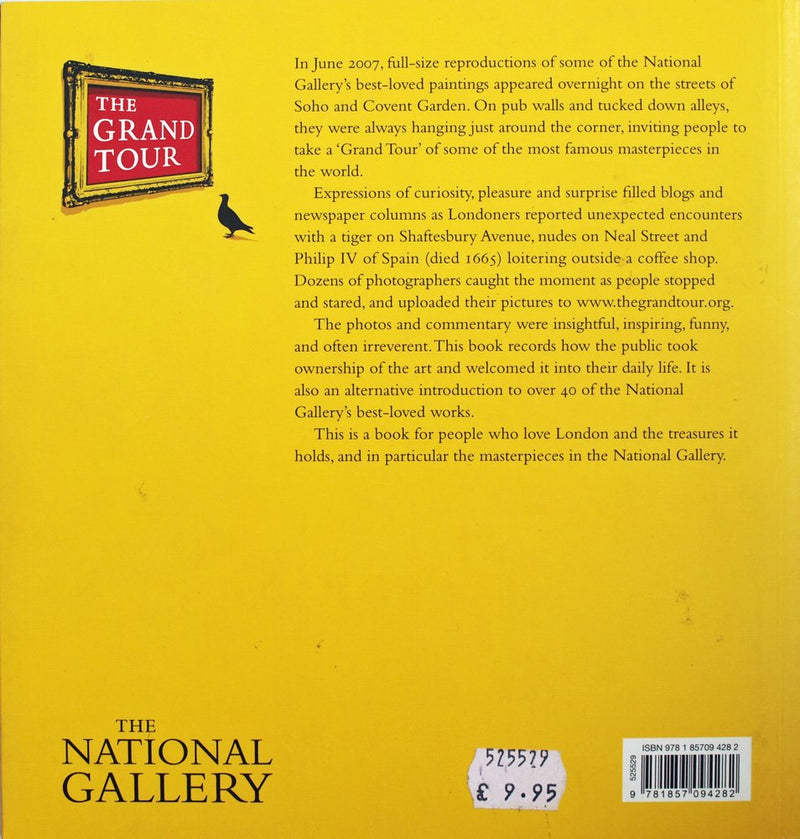 THE
GRAND
TOUR
In June 2007, full-size reproductions of some of the National
Gallery's best-loved paintings appeared overnight on the streets of
Soho and Covent Garden. On pub walls and tucked down alleys,
they were always hanging just around the corner, inviting people to
take a 'Grand Tour' of some of the most famous masterpieces in
the world.
Expressions of curiosity, pleasure and surprise filled blogs and
newspaper columns as Londoners reported unexpected encounters
with a tiger on Shaftesbury Avenue, nudes on Neal Street and
Philip IV of Spain (died 1665) loitering outside a coffee shop.
Dozens of photographers caught the moment as people stopped
and stared, and uploaded their pictures to www.thegrandtour.org.
The photos and commentary were insightful, inspiring, funny,
and often irreverent. This book records how the public took
ownership of the art and welcomed it into their daily life. It is
also an alternative introduction to over 40 of the National
Gallery's best-loved works.
This is a book for people who love London and the treasures it
holds, and in particular the masterpieces in the National Gallery.
THE
NATIONAL
GALLERY
525529
£ 9.95
ISBN 978 1 85709 428 2
525529
9 781857 094282